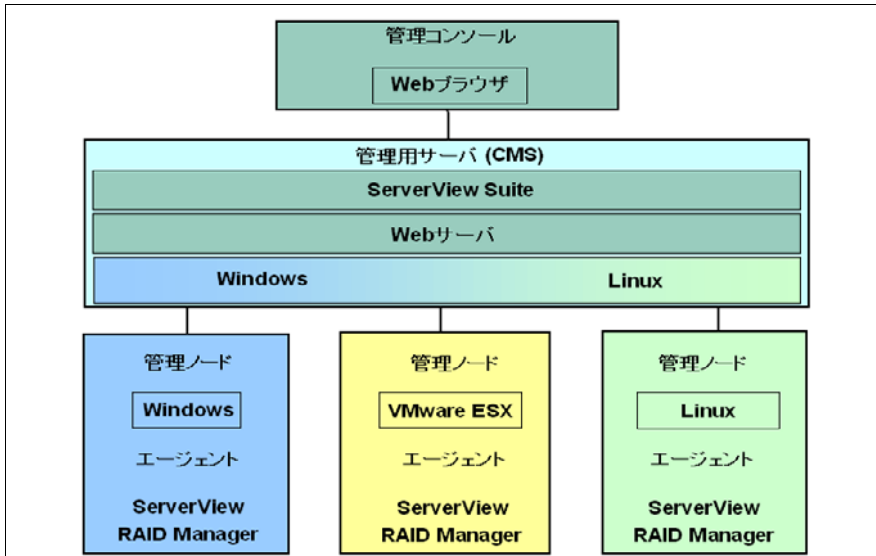 管理コンソール
Webブラウザ
管理用サーバ (CMS)
ServerView Suite
Webサーバ
Windows
Linux
管理ノード
Windows
エージェント
ServerView
RAID Manager
管理ノード
VMware ESX
エージェント
ServerView
RAID Manager
管理ノード
Linux
エージェント
ServerView
RAID Manager